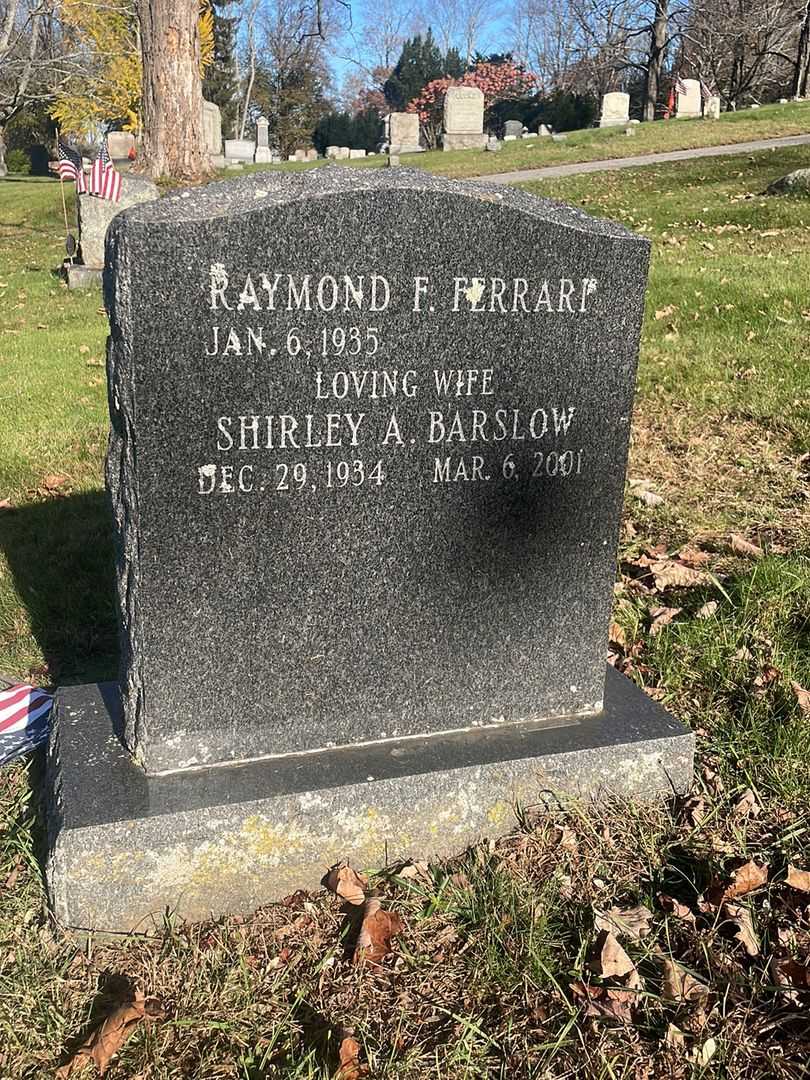 RAYMOND F. FERRARI
JAN. 6, 1935
LOVING WIFE
SHIRLEY A. BARSLOW
DEC. 29, 1934 MAR. 6, 2001